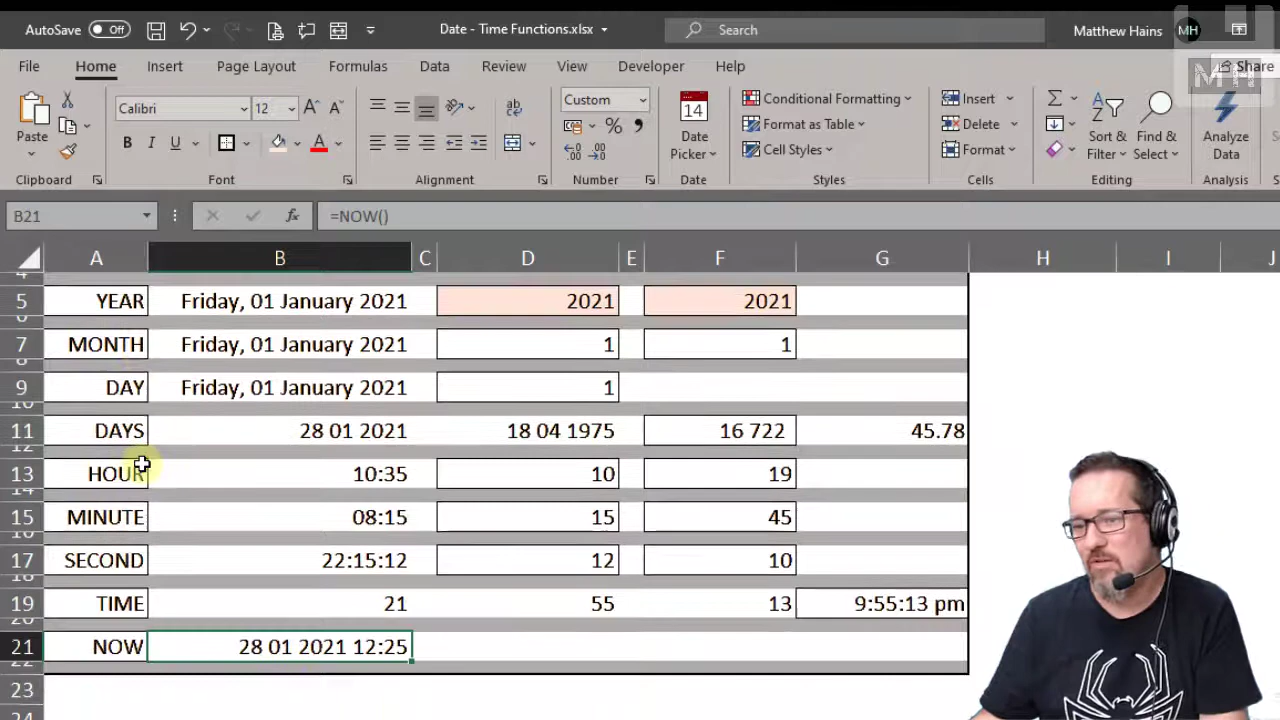 AutoSave Off Date - Time Functions.xlsx Search Matthew Hains MH
File Home Insert Page Layout Formulas Data Review View Developer Help Share
MH
Paste
Clipboard
Calibri 12
B I U A
Font
Alignment
Custom
%
Number
14
Date Picker
Date
Conditional Formatting
Format as Table
Cell Styles
Styles
Insert
Delete
Format
Cells
Sort & Filter
Find & Select
Editing
Analyze Data
Analysis
B21 fx =NOW()
A B C D E F G H I J
5 YEAR Friday, 01 January 2021 2021 2021
7 MONTH Friday, 01 January 2021 1 1
9 DAY Friday, 01 January 2021 1
11 DAYS 28 01 2021 18 04 1975 16 722 45.78
13 HOUR 10:35 10 19
15 MINUTE 08:15 15 45
17 SECOND 22:15:12 12 10
19 TIME 21 55 13 9:55:13 pm
21 NOW 28 01 2021 12:25
23